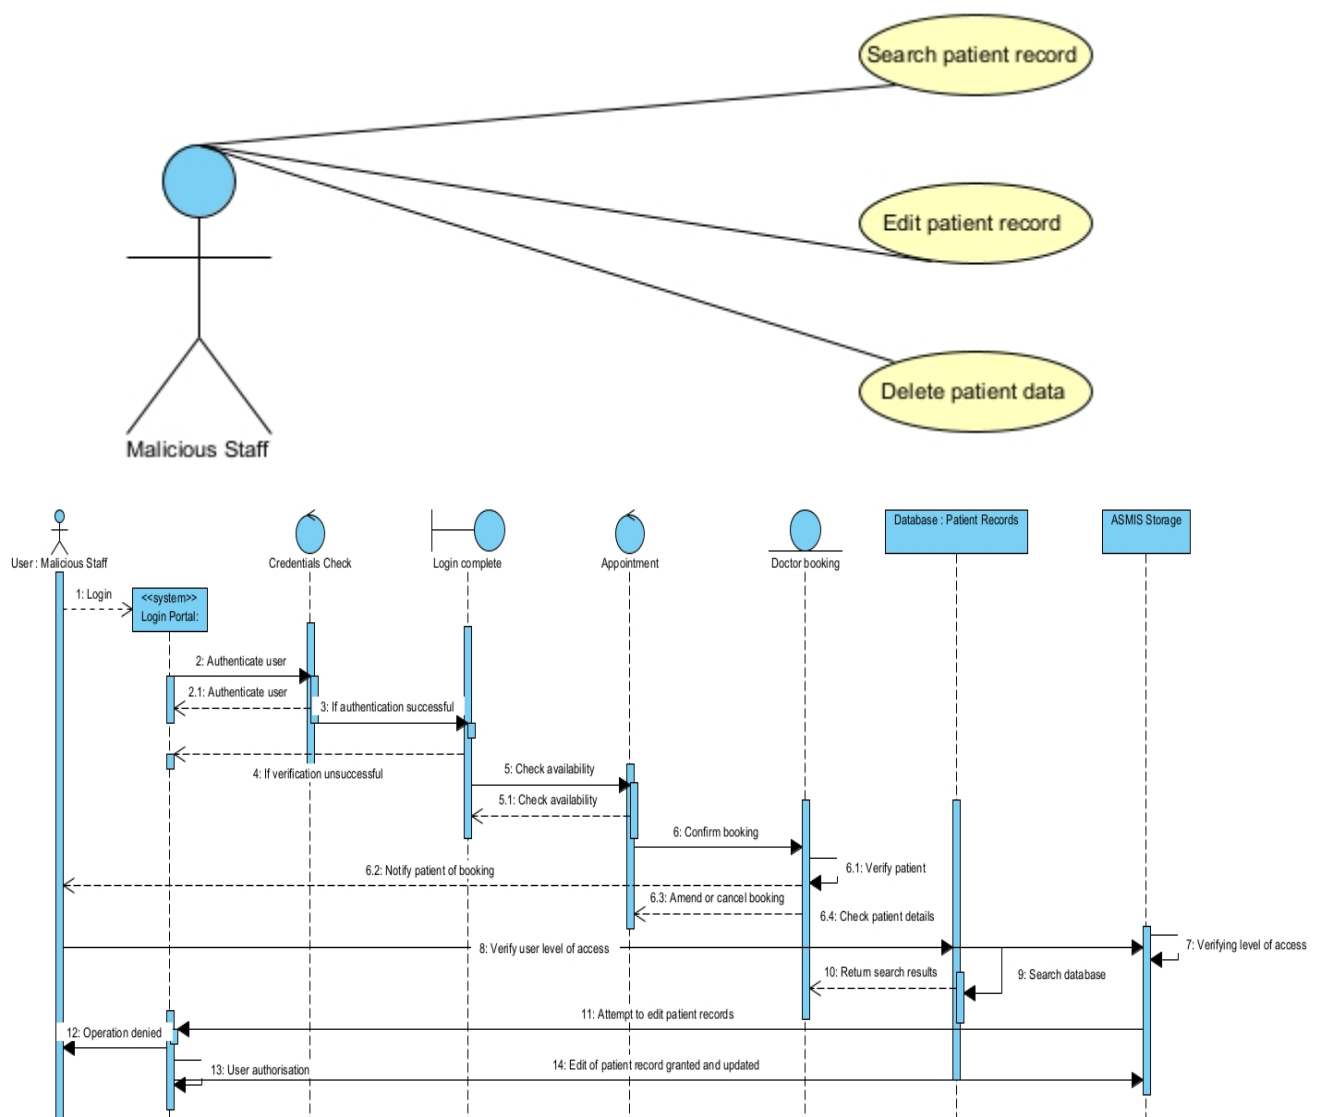 Search patient record
Edit patient record
Delete patient data
Malicious Staff
User : Malicious Staff
Credentials Check
Login complete
Appointment
Doctor booking
Database : Patient Records
ASMIS Storage
1: Login
<<system>>
Login Portal:
2: Authenticate user
2.1: Authenticate user
3: If authentication successful
4: If verification unsuccessful
5: Check availability
5.1: Check availability
6: Confirm booking
6.1: Verify patient
6.2: Notify patient of booking
6.3: Amend or cancel booking
6.4: Check patient details
8: Verify user level of access
7: Verifying level of access
10: Return search results
9: Search database
11: Attempt to edit patient records
12: Operation denied
13: User authorisation
14: Edit of patient record granted and updated